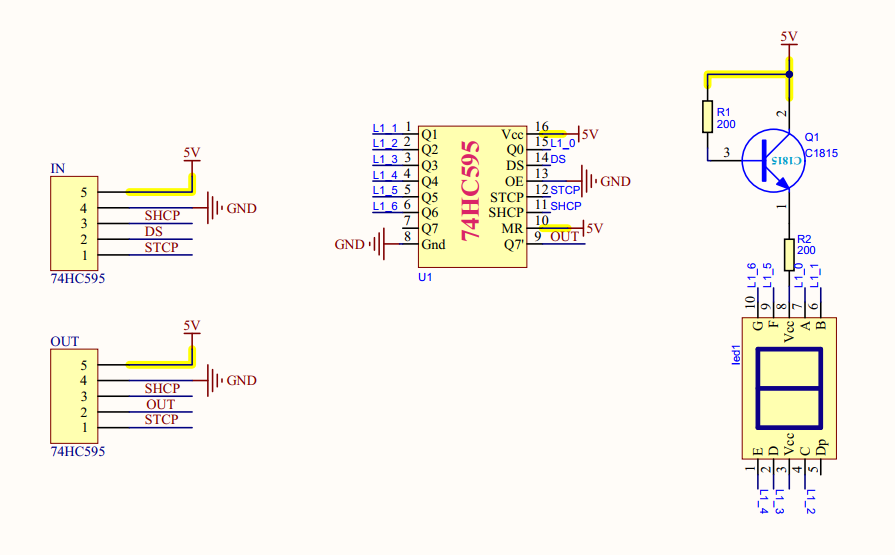 IN
5V
5
4
GND
3
SHCP
2
DS
1
STCP
74HC595
OUT
5V
5
4
GND
3
SHCP
2
OUT
1
STCP
74HC595
L1_1 1 Q1
L1_2 2 Q2
L1_3 3 Q3
L1_4 4 Q4
L1_5 5 Q5
L1_6 6 Q6
7 Q7
GND 8 Gnd
74HC595
Vcc 16 5V
Q0 15 L1_0
DS 14 DS
OE 13 GND
STCP 12 STCP
SHCP 11 SHCP
MR 10 5V
Q7' 9 OUT
U1
5V
R1
200
2
Q1
C1815
3
C1815
1
R2
200
L1_6
L1_5
L1_0
L1_1
10
9
8
7
6
G
F
Vcc
A
B
led1
E
D
Vcc
C
Dp
1
2
3
4
5
L1_4
L1_3
L1_2